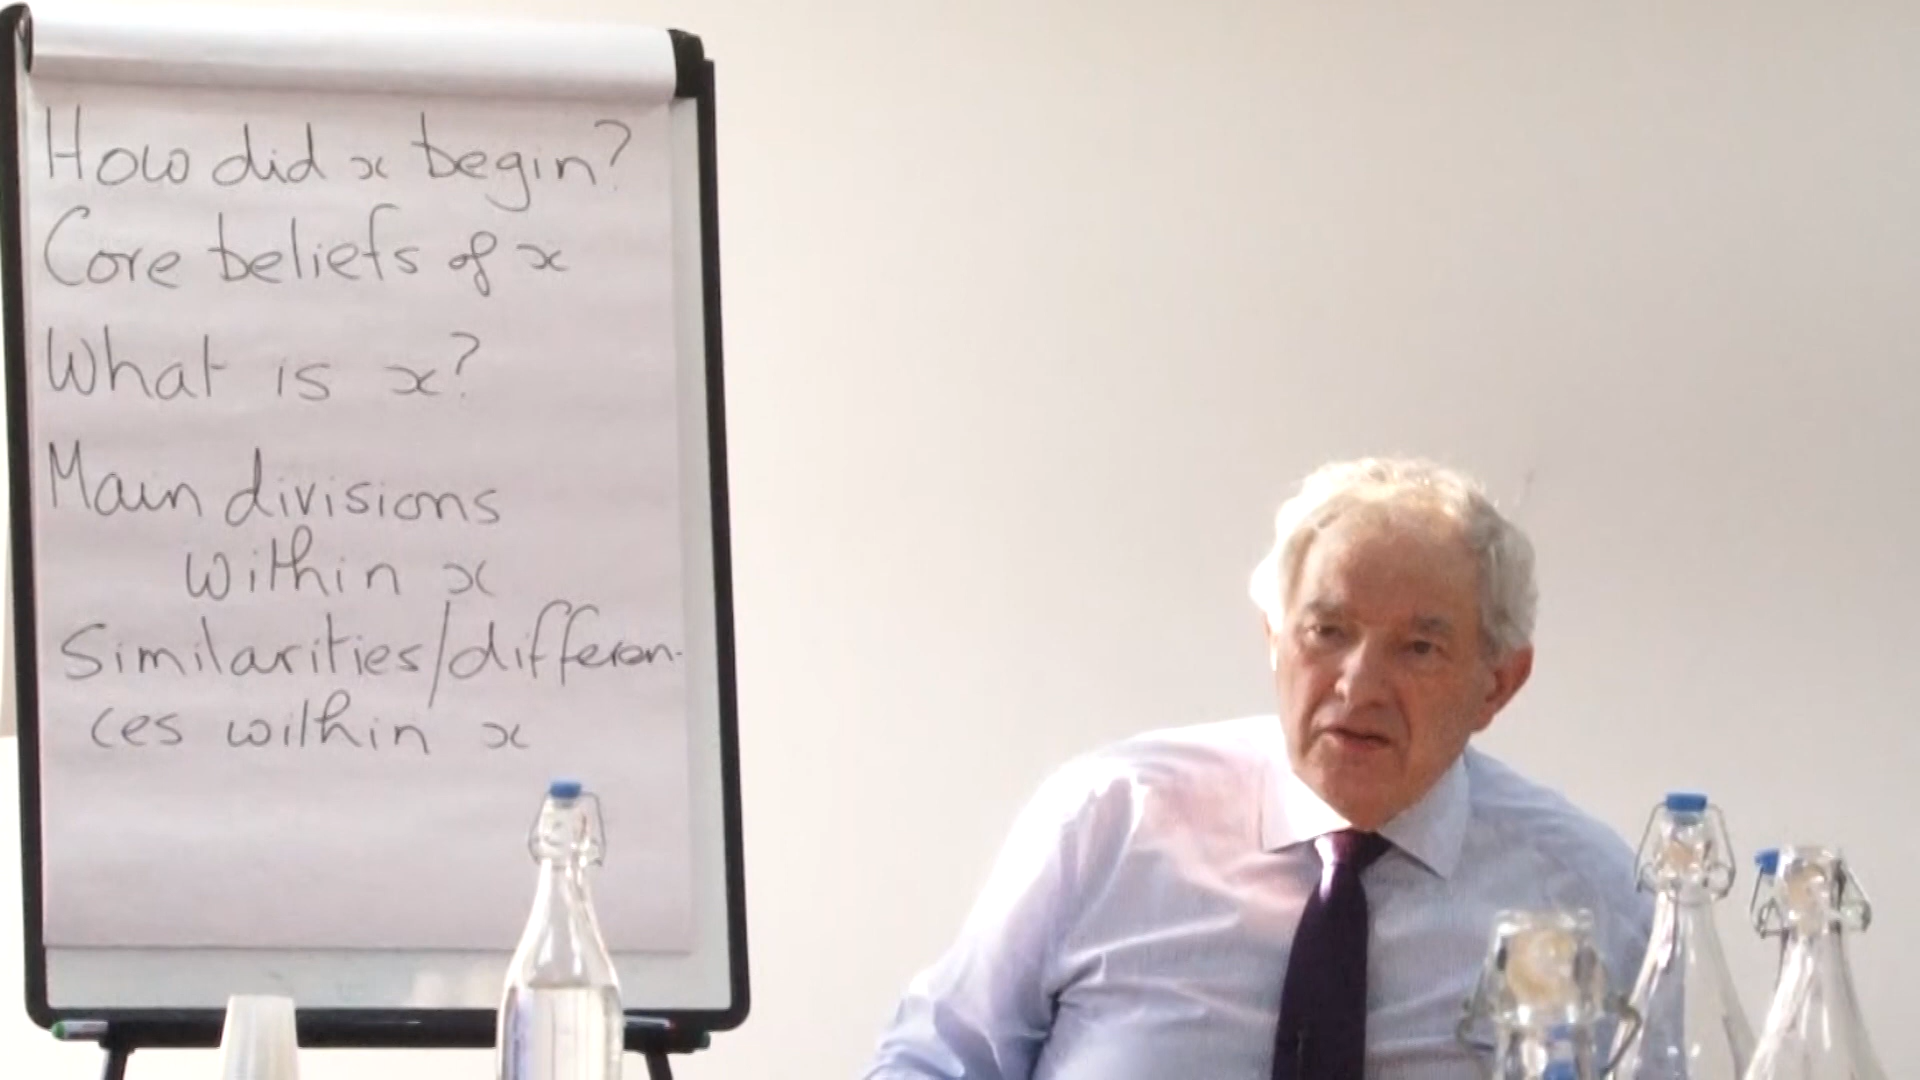 How did x begin?
Core beliefs of x
What is x?
Main divisions
within x
Similarities/differen-
ces within x